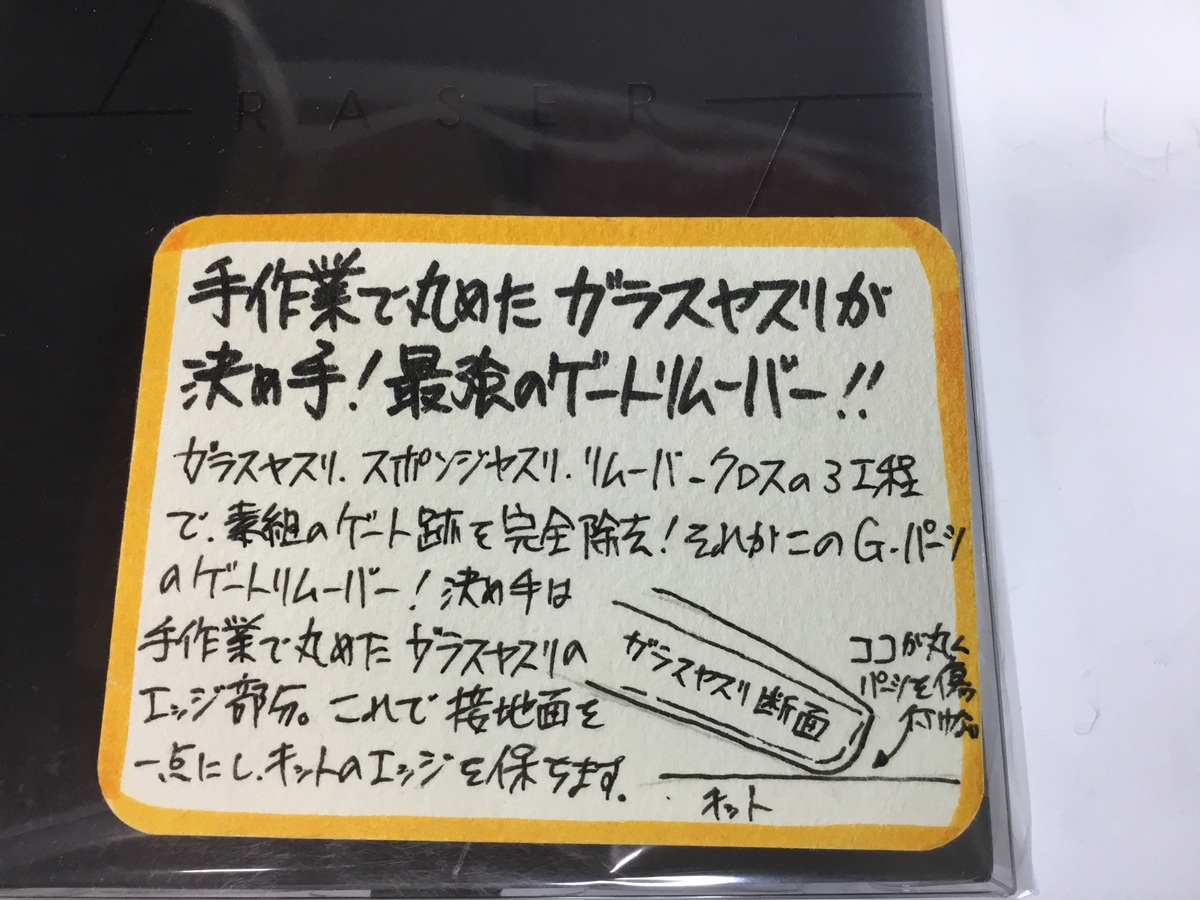 RASER
手作業で丸めたガラスヤスリが
決め手!最強のゲートリムーバー!!
ガラスヤスリ、スポンジヤスリ、リムーバークロスの3工程
で、素組のゲート跡を完全除去!それがこのG・パーツ
のゲートリムーバー!決め手は
手作業で丸めたガラスヤスリの
エッジ部分。これで接地面を
一点にし、キットのエッジを保ちます。
ガラスヤスリ断面
ココが丸く
パーツを傷
付けない
キット